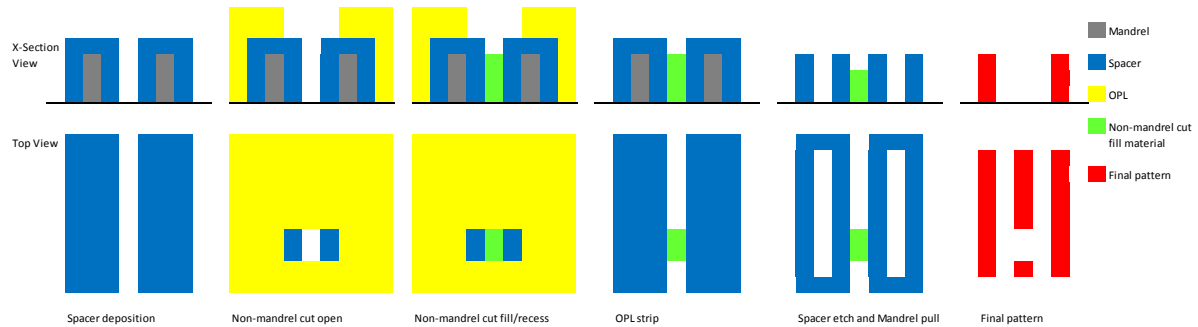 X-Section
View
Top View
Mandrel
Spacer
OPL
Non-mandrel cut
fill material
Final pattern
Spacer deposition
Non-mandrel cut open
Non-mandrel cut fill/recess
OPL strip
Spacer etch and Mandrel pull
Final pattern